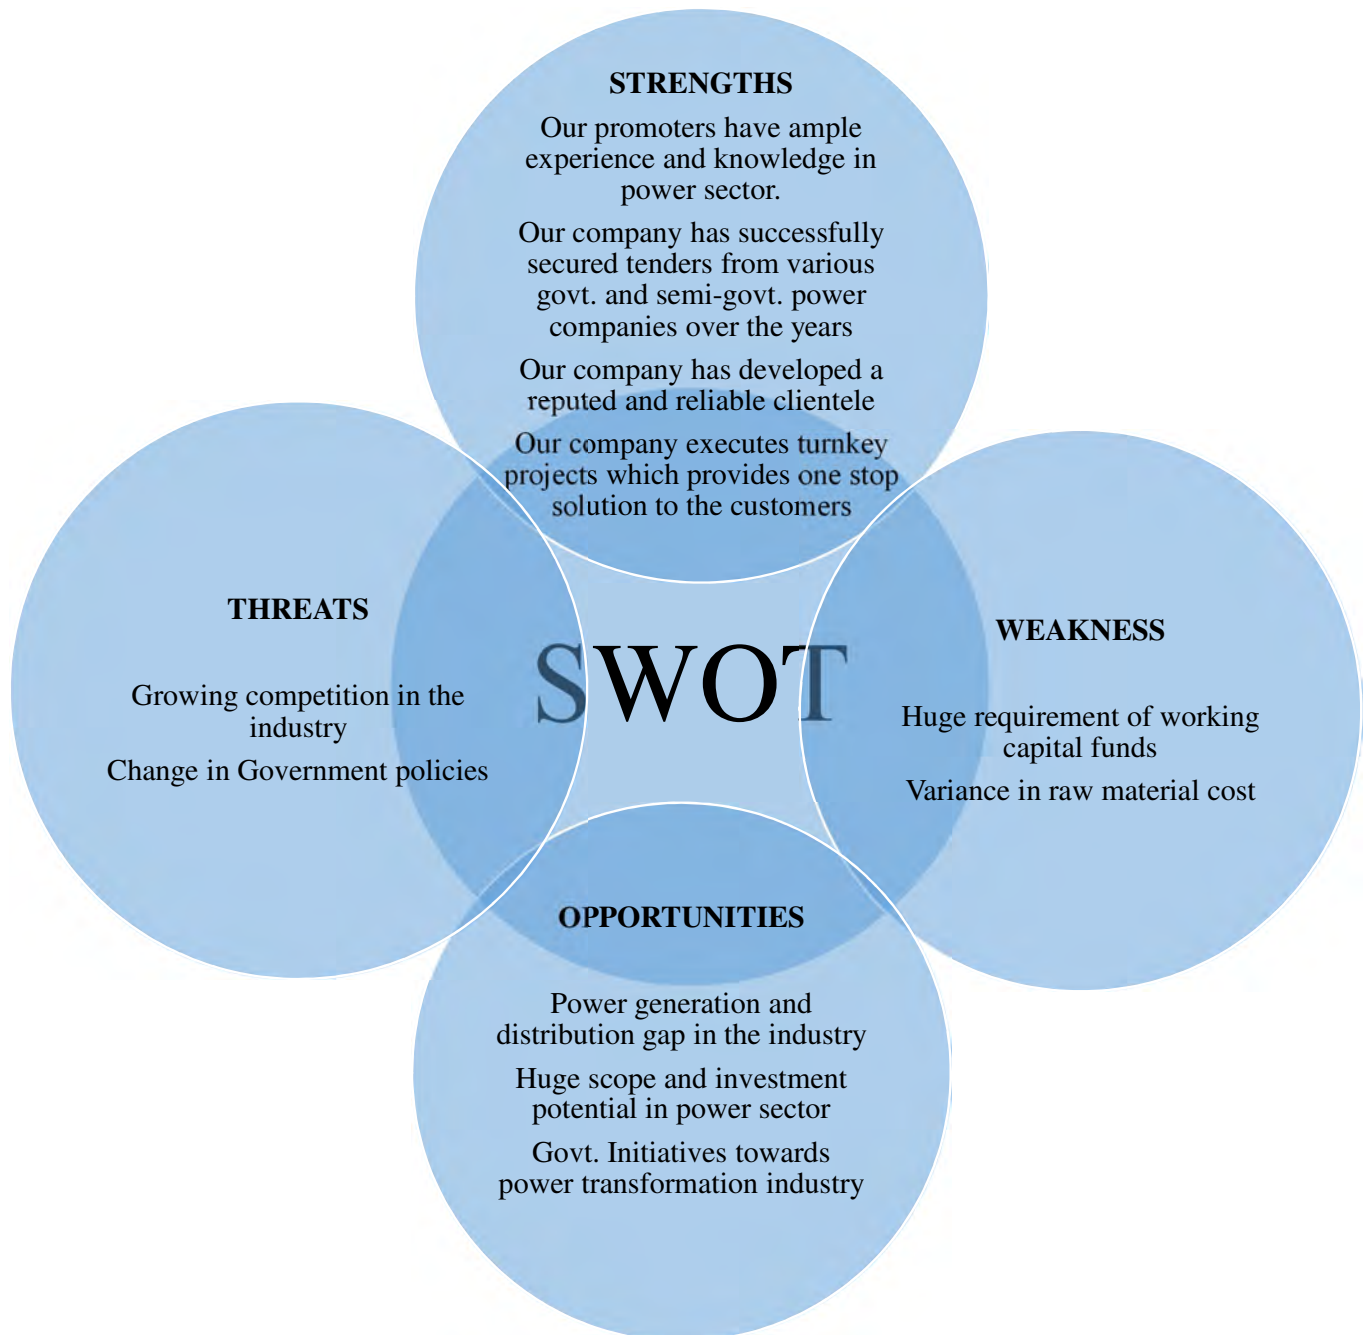 STRENGTHS
Our promoters have ample
experience and knowledge in
power sector.
Our company has successfully
secured tenders from various
govt. and semi-govt. power
companies over the years
Our company has developed a
reputed and reliable clientele
Our company executes turnkey
projects which provides one stop
solution to the customers
THREATS
Growing competition in the
industry
Change in Government policies
SWOT
WEAKNESS
Huge requirement of working
capital funds
Variance in raw material cost
OPPORTUNITIES
Power generation and
distribution gap in the industry
Huge scope and investment
potential in power sector
Govt. Initiatives towards
power transformation industry